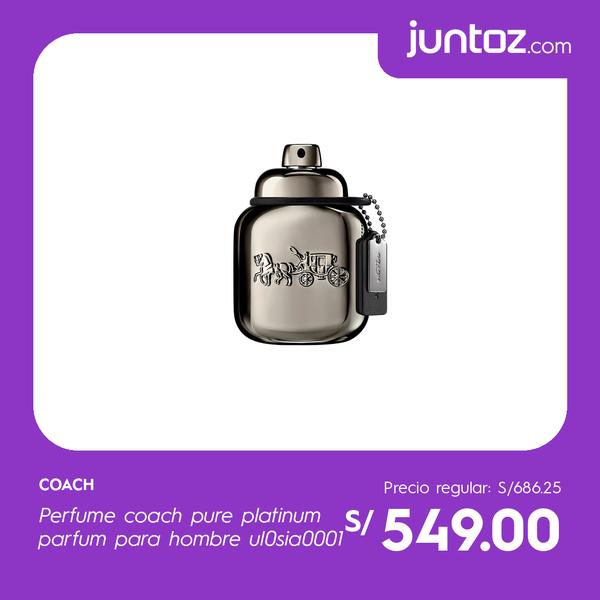 juntoz.com
COACH
Precio regular: S/686.25
Perfume coach pure platinum
parfum para hombre ul0sia0001
S/ 549.00